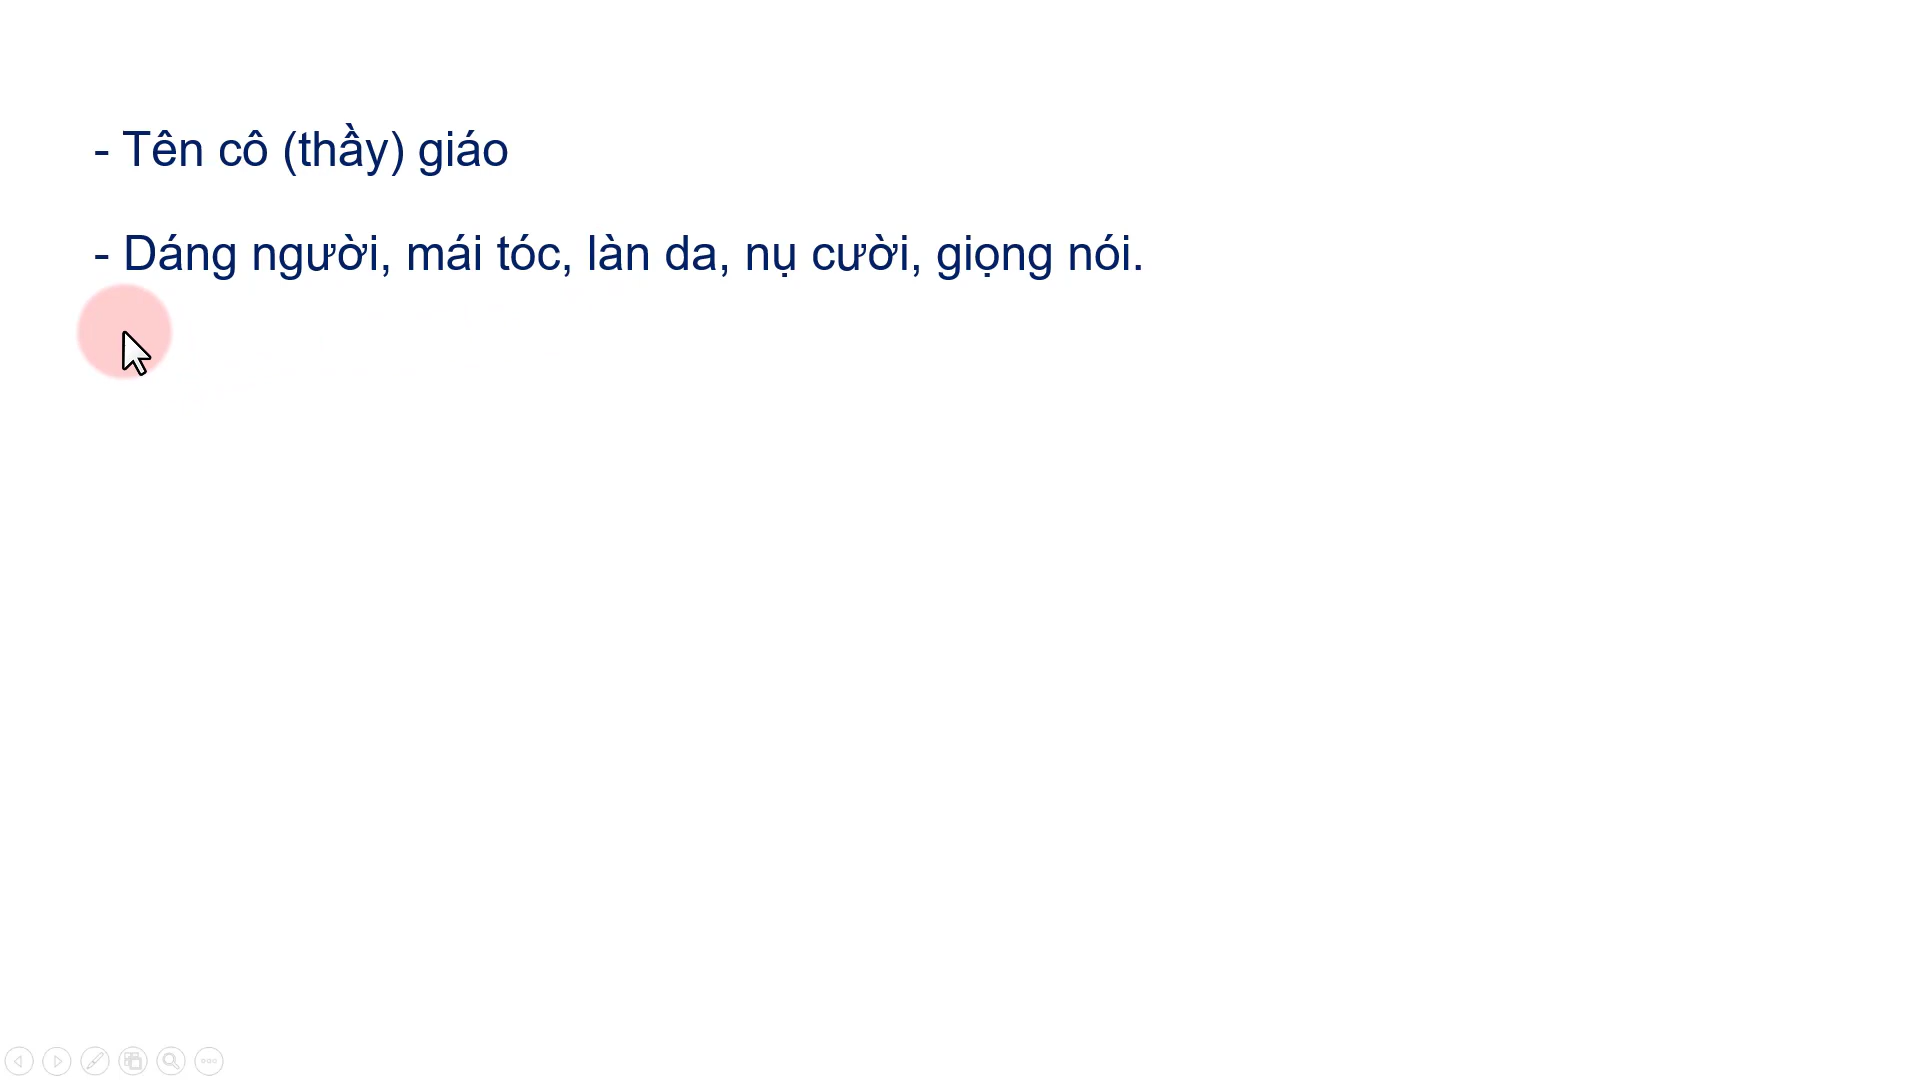 - Tên cô (thầy) giáo
- Dáng người, mái tóc, làn da, nụ cười, giọng nói.